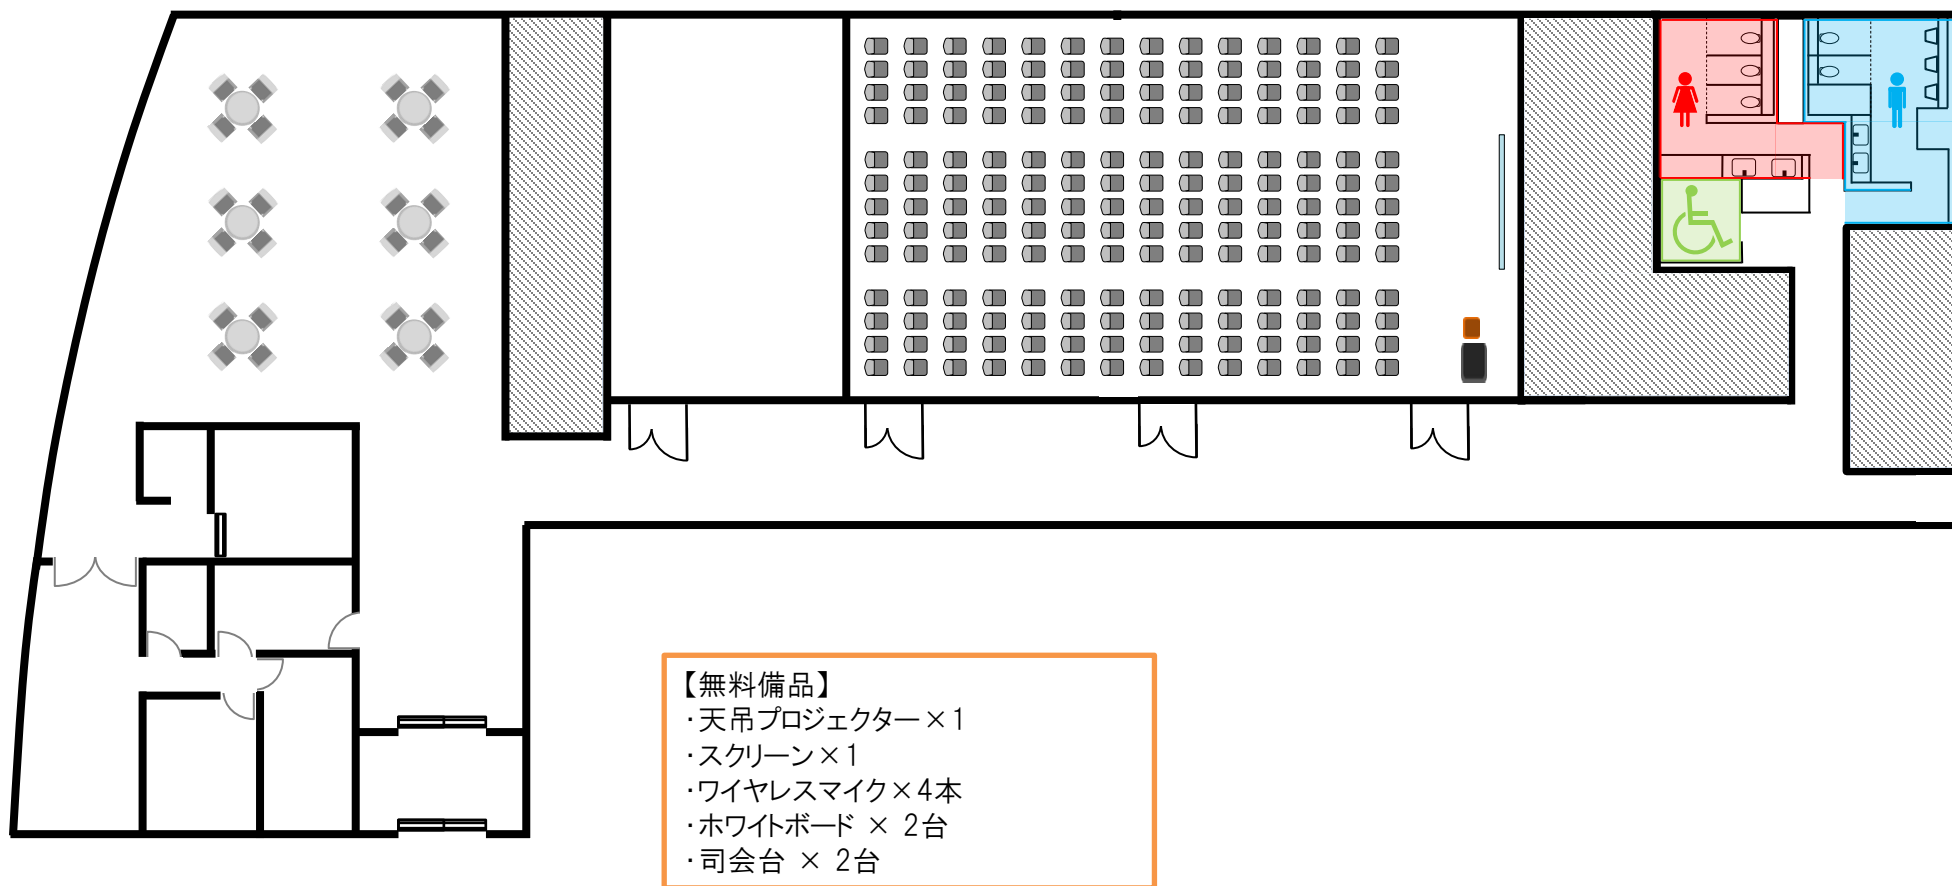 【無料備品】
・天吊プロジェクター×1
・スクリーン×1
・ワイヤレスマイク×4本
・ホワイトボード × 2台
・司会台 × 2台